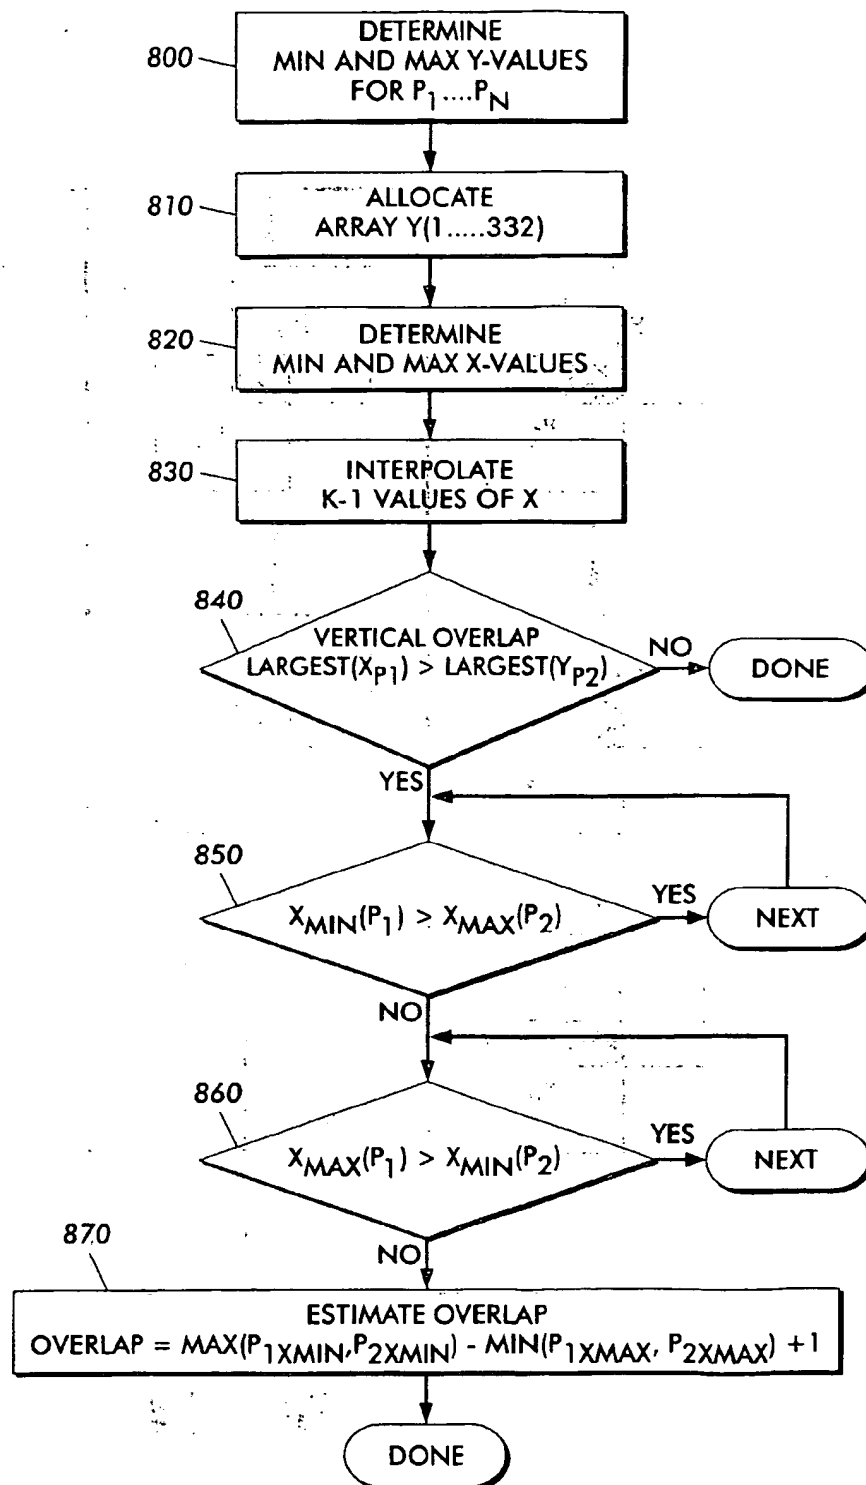 800
DETERMINE
MIN AND MAX Y-VALUES
FOR P1....PN
810
ALLOCATE
ARRAY Y(1.....332)
820
DETERMINE
MIN AND MAX X-VALUES
830
INTERPOLATE
K-1 VALUES OF X
840
VERTICAL OVERLAP
LARGEST(XP1) > LARGEST(YP2)
NO
DONE
YES
850
XMIN(P1) > XMAX(P2)
YES
NEXT
NO
860
XMAX(P1) > XMIN(P2)
YES
NEXT
NO
870
ESTIMATE OVERLAP
OVERLAP = MAX(P1XMIN,P2XMIN) - MIN(P1XMAX, P2XMAX) +1
DONE